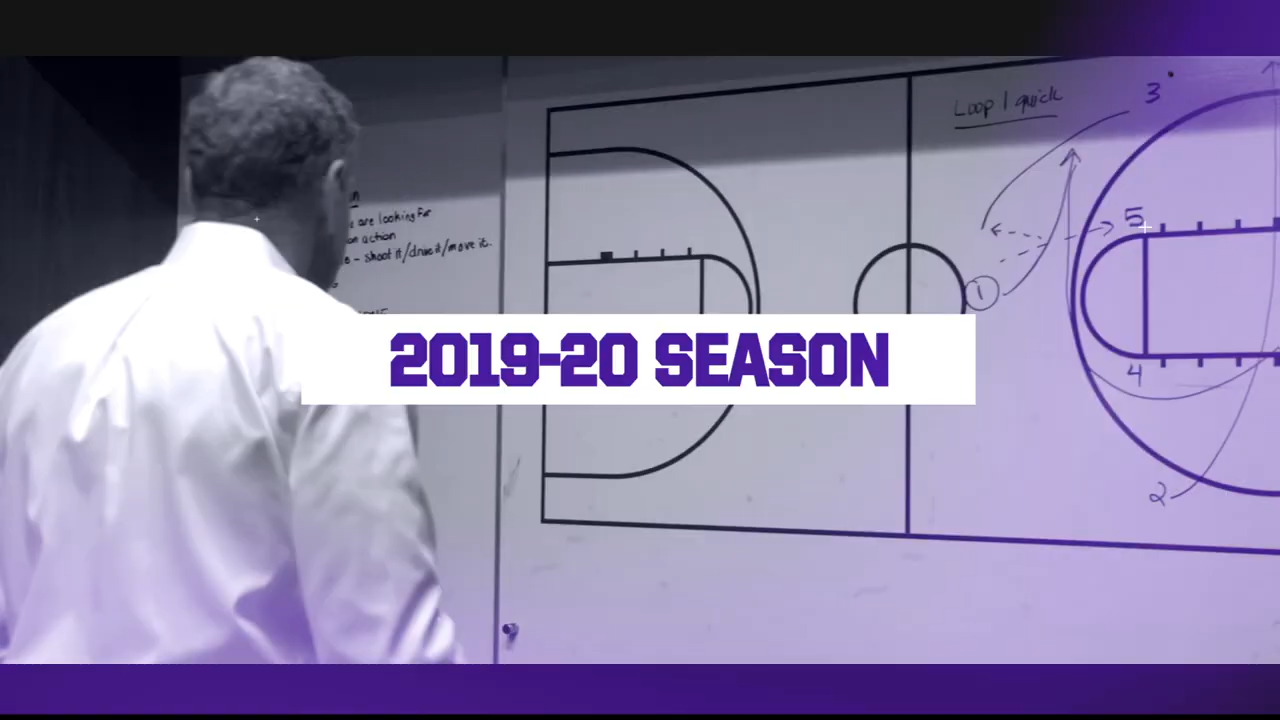 Loop / quick
3
are looking for
on action
- shoot it/drive it/move it.
5
1
2019-20 SEASON
4
2